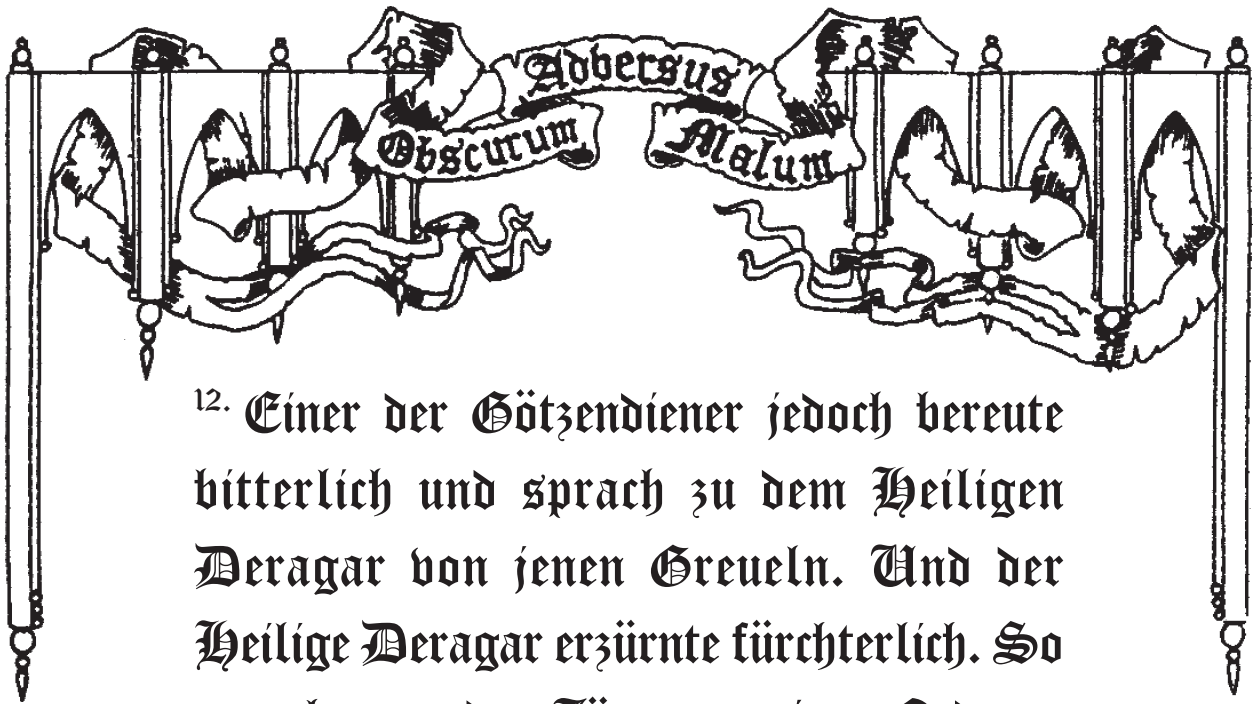 Adversus
Obscurum Malum
12. Einer der Götzendiener jedoch bereute
bitterlich und sprach zu dem Heiligen
Deragar von jenen Greueln. Und der
Heilige Deragar erzürnte fürchterlich. So